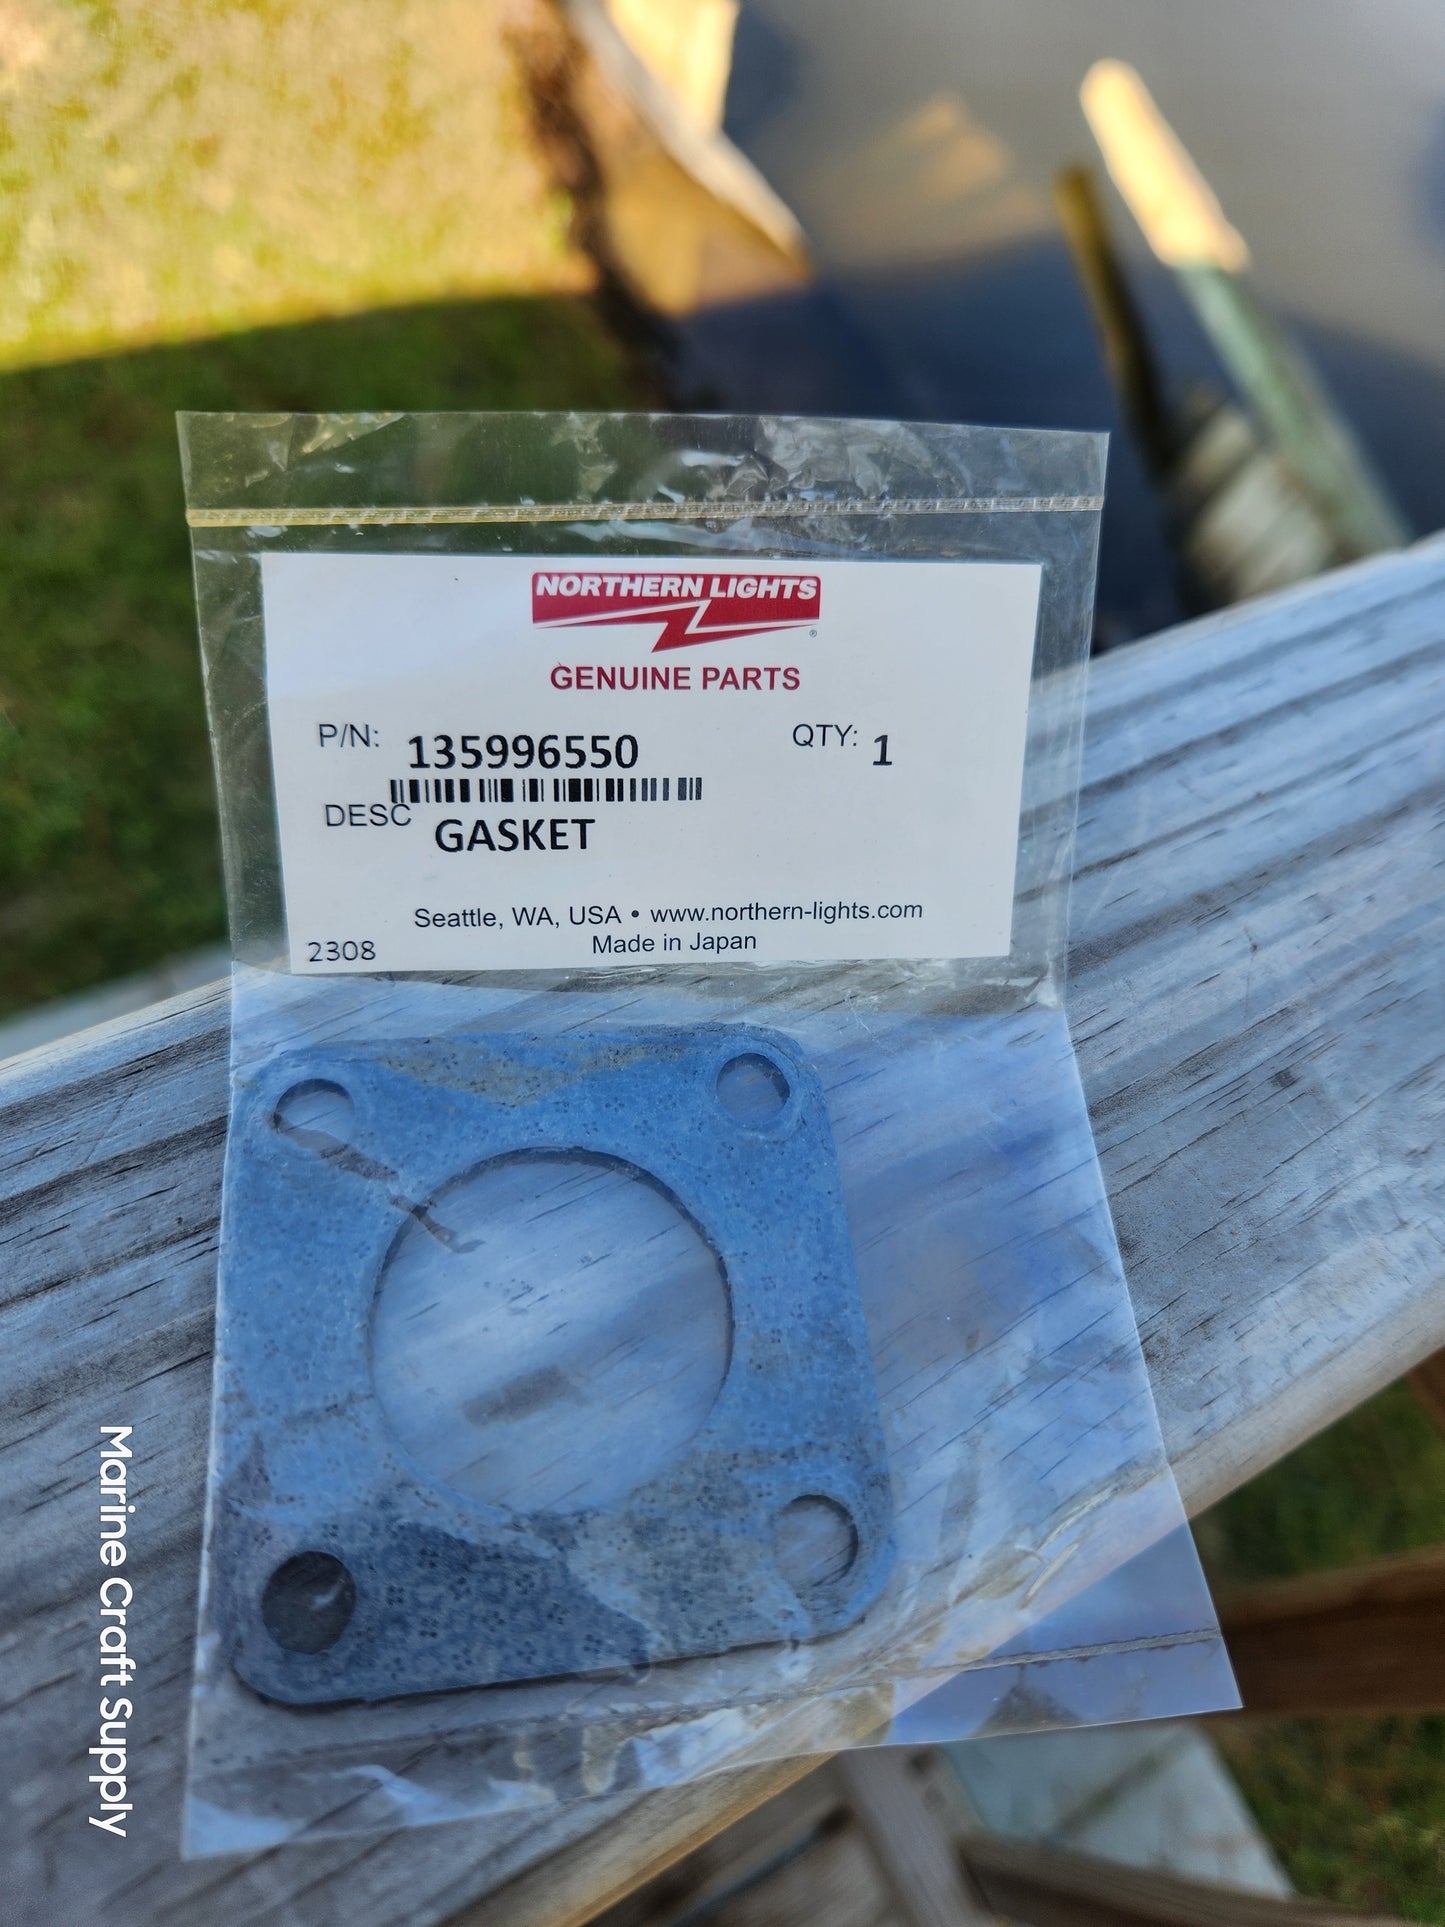 NORTHERN LIGHTS
®
GENUINE PARTS
P/N: 135996550 QTY: 1
DESC GASKET
Seattle, WA, USA • www.northern-lights.com
2308 Made in Japan
Marine Craft Supply